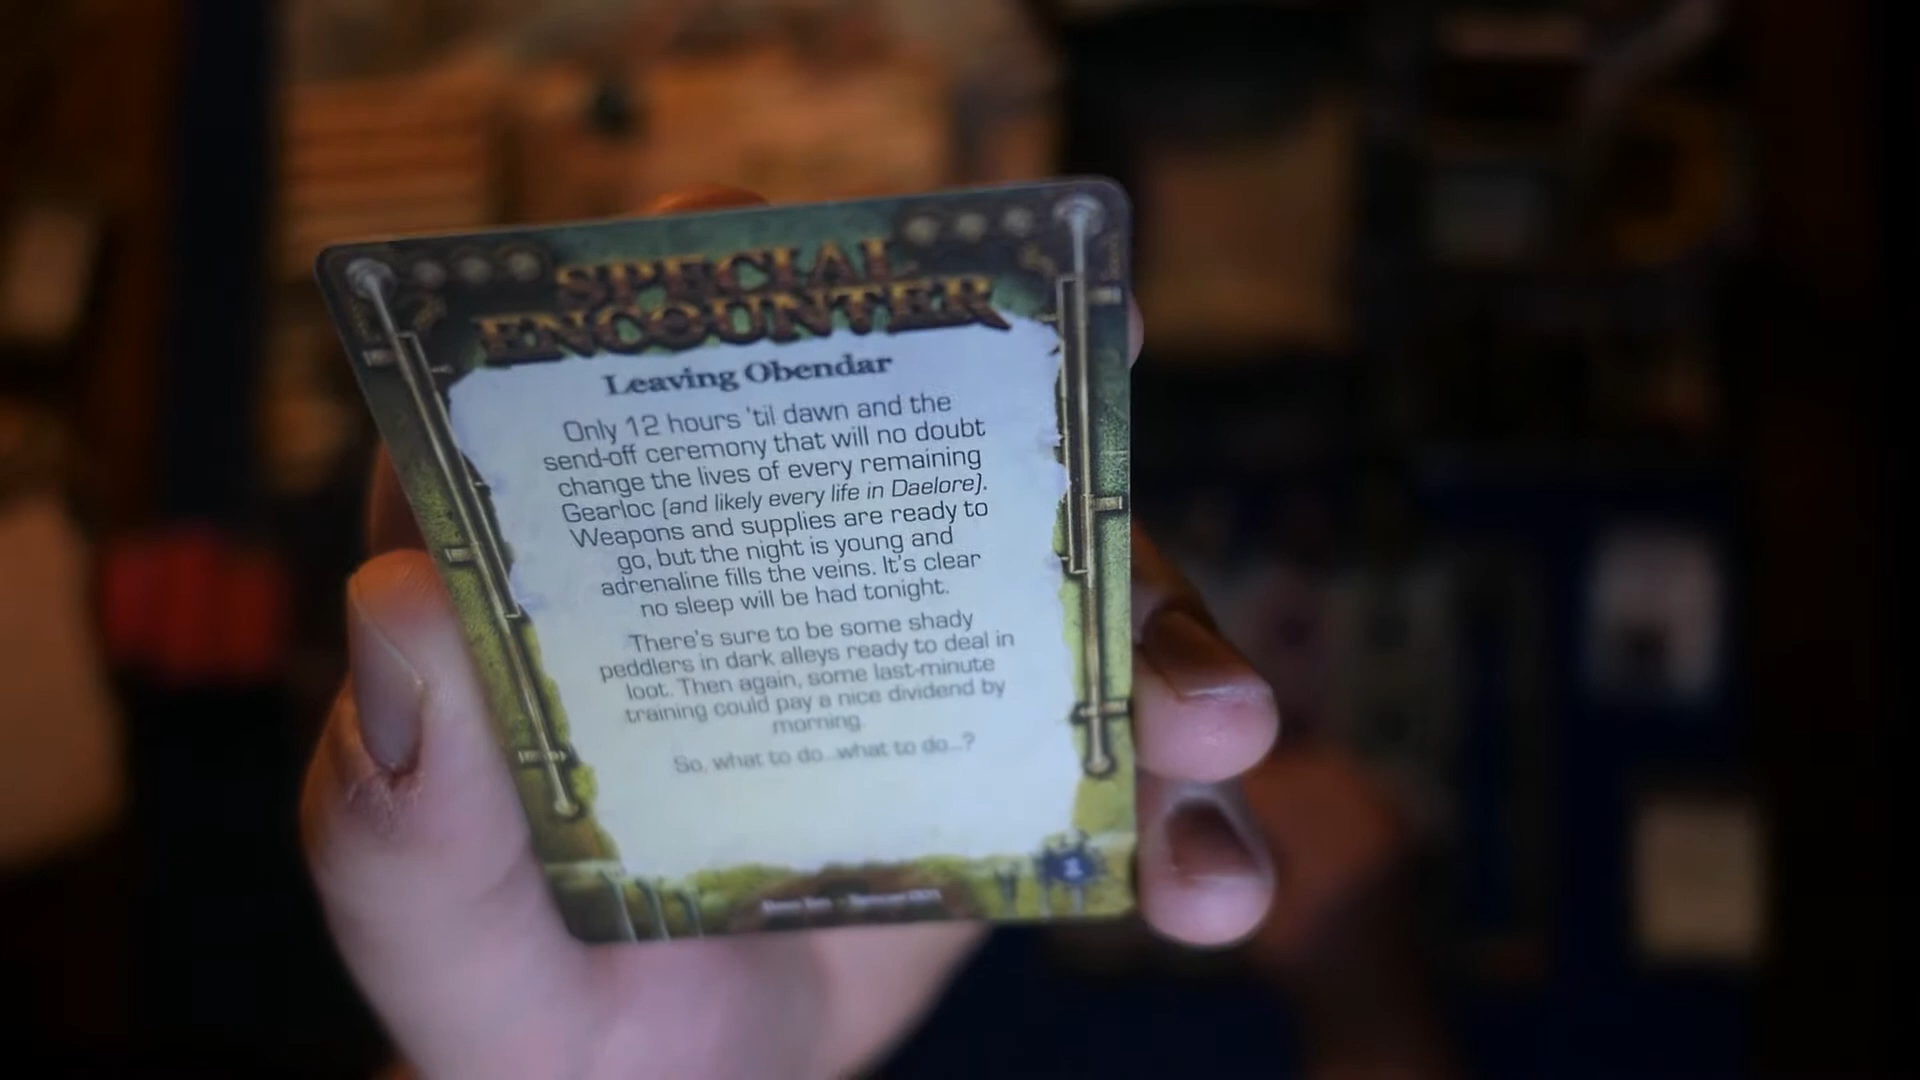 SPECIAL
ENCOUNTER
Leaving Obendar
Only 12 hours 'til dawn and the
send-off ceremony that will no doubt
change the lives of every remaining
Gearloc (and likely every life in Daelore).
Weapons and supplies are ready to
go, but the night is young and
adrenaline fills the veins. It's clear
no sleep will be had tonight.
There's sure to be some shady
peddlers in dark alleys ready to deal in
loot. Then again, some last-minute
training could pay a nice dividend by
morning.
So, what to do...what to do...?
1